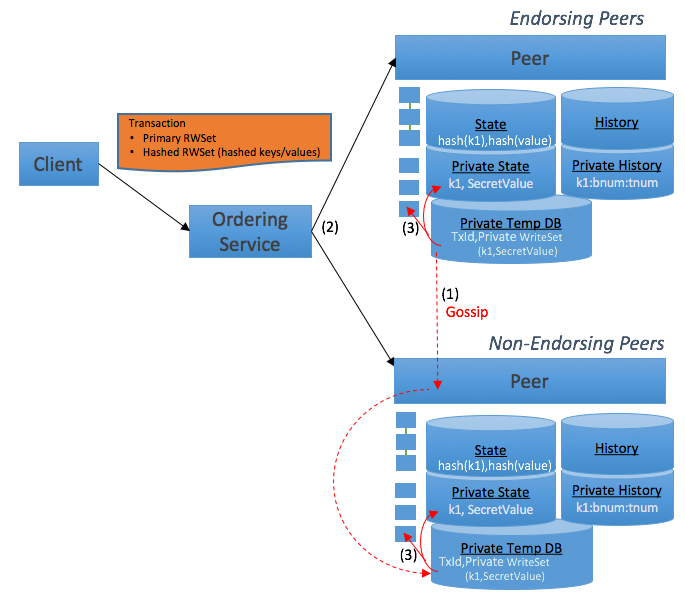 Endorsing Peers
Peer
Transaction
• Primary RWSet
• Hashed RWSet (hashed keys/values)
Client
Ordering
Service
(2)
State
hash(k1),hash(value)
History
Private State
k1, SecretValue
Private History
k1:bnum:tnum
(3)
Private Temp DB
TxId,Private WriteSet
(k1,SecretValue)
(1)
Gossip
Non-Endorsing Peers
Peer
State
hash(k1),hash(value)
History
Private State
k1, SecretValue
Private History
k1:bnum:tnum
(3)
Private Temp DB
TxId,Private WriteSet
(k1,SecretValue)